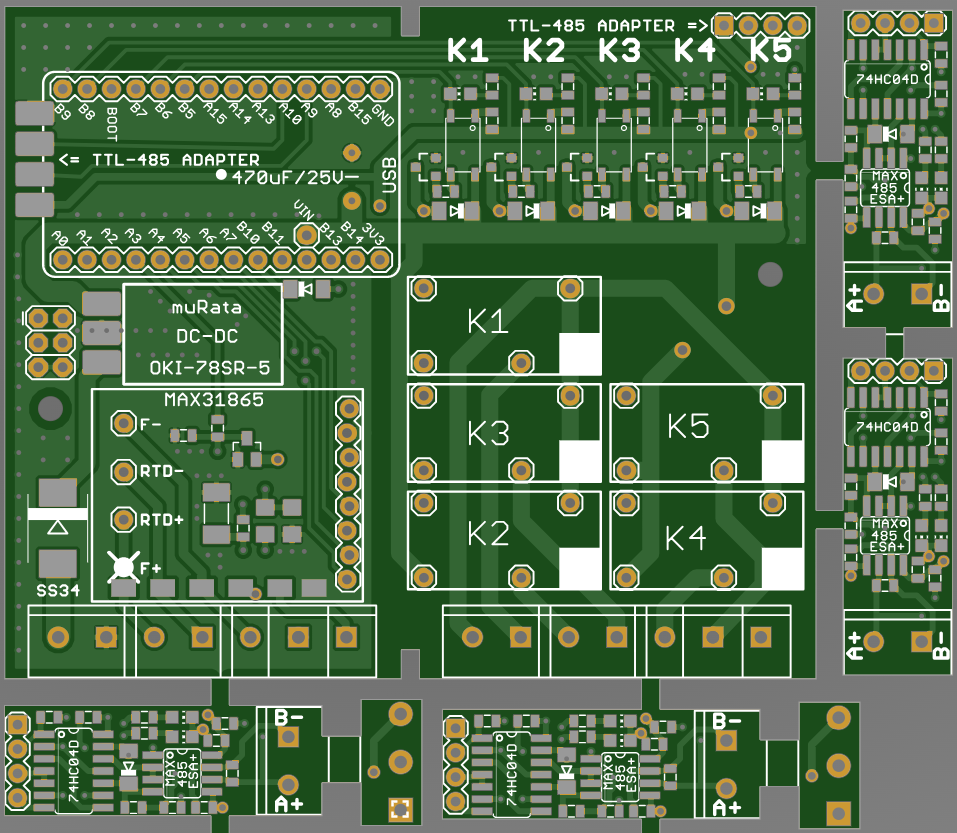 TTL-485 ADAPTER =>
K1 K2 K3 K4 K5
B9 B8 BOOT B7 B6 B5 A15 A14 A13 A10 A9 A8 B15 GND
<= TTL-485 ADAPTER
470uF/25V—
USB
VIN
A0 A1 A2 A3 A4 A5 A6 A7 B10 B11 B13 B14 3V3
muRata
DC-DC
OKI-78SR-5
MAX31865
F-
RTD-
RTD+
F+
SS34
K1
K3
K5
K2
K4
74HC04D
MAX
485
ESA+
A+ B-
74HC04D
MAX
485
ESA+
A+ B-
74HC04D
MAX
485
ESA+
B-
A+
74HC04D
MAX
485
ESA+
B-
A+